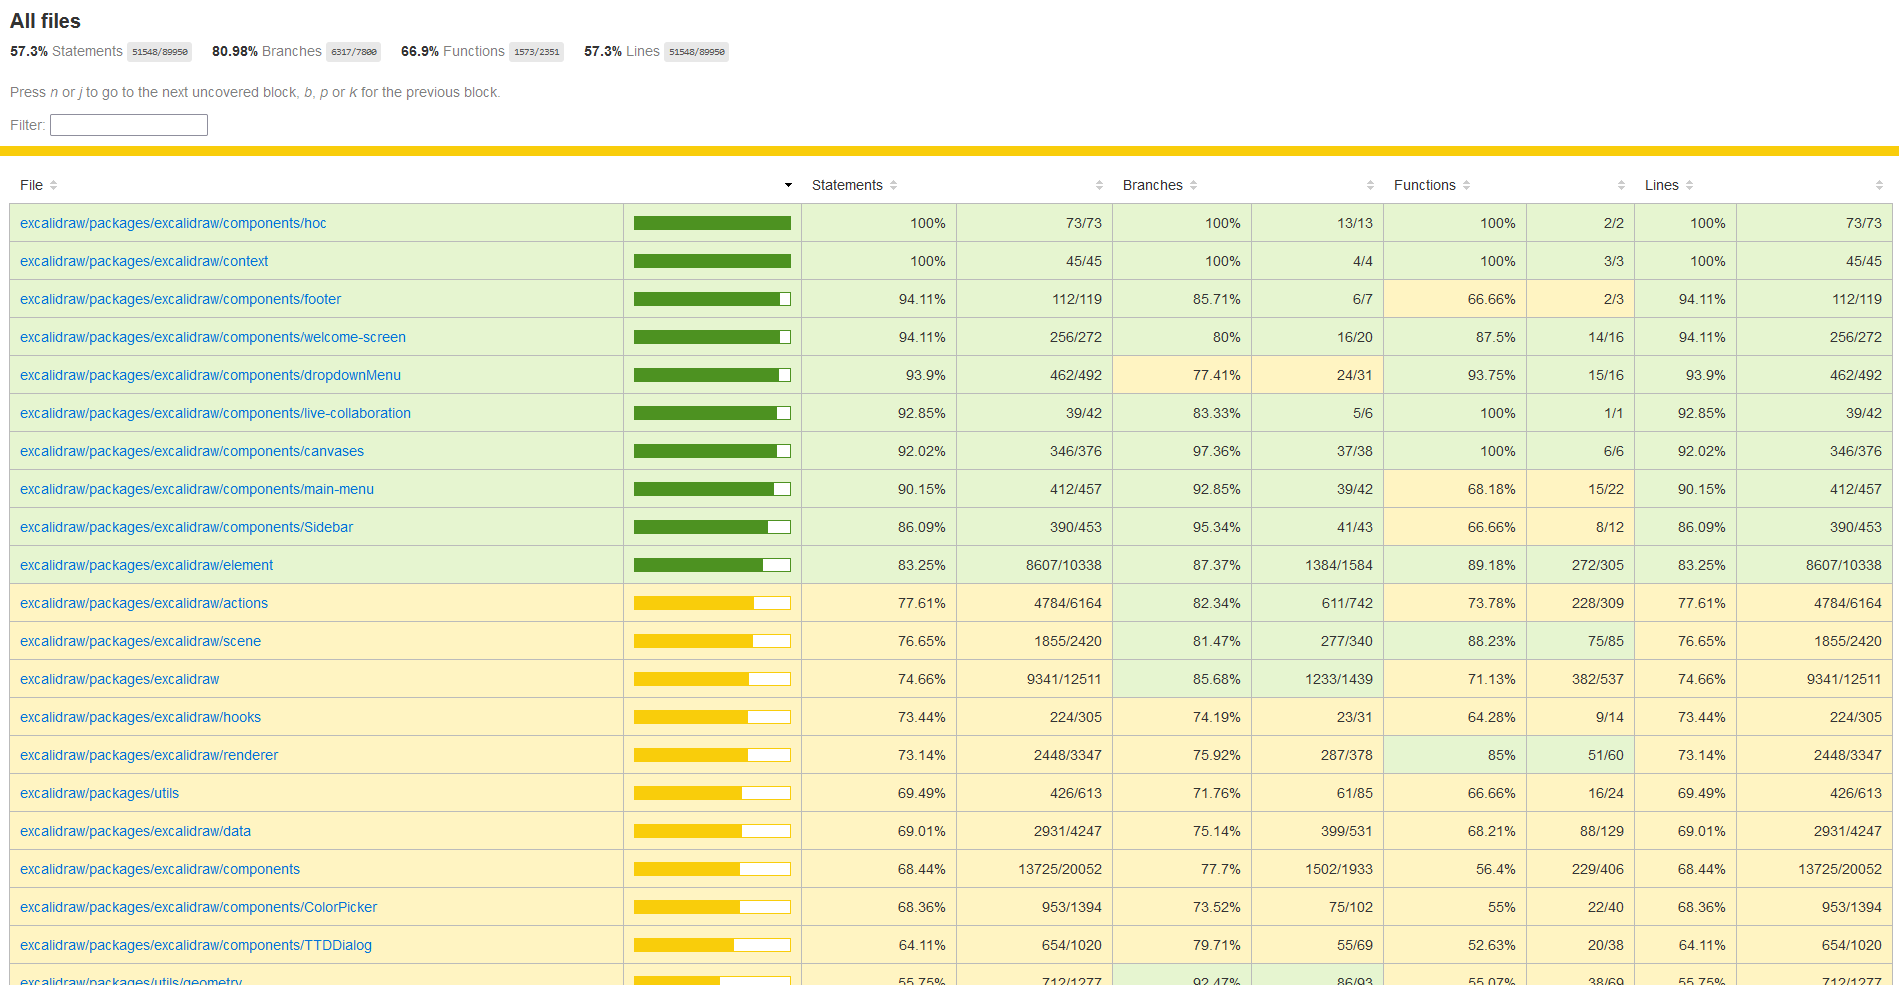 All files
57.3% Statements 51548/89950 80.98% Branches 6317/7800 66.9% Functions 1573/2351 57.3% Lines 51548/89950
Press n or j to go to the next uncovered block, b, p or k for the previous block.
Filter:
File Statements Branches Functions Lines
excalidraw/packages/excalidraw/components/hoc 100% 73/73 100% 13/13 100% 2/2 100% 73/73
excalidraw/packages/excalidraw/context 100% 45/45 100% 4/4 100% 3/3 100% 45/45
excalidraw/packages/excalidraw/components/footer 94.11% 112/119 85.71% 6/7 66.66% 2/3 94.11% 112/119
excalidraw/packages/excalidraw/components/welcome-screen 94.11% 256/272 80% 16/20 87.5% 14/16 94.11% 256/272
excalidraw/packages/excalidraw/components/dropdownMenu 93.9% 462/492 77.41% 24/31 93.75% 15/16 93.9% 462/492
excalidraw/packages/excalidraw/components/live-collaboration 92.85% 39/42 83.33% 5/6 100% 1/1 92.85% 39/42
excalidraw/packages/excalidraw/components/canvases 92.02% 346/376 97.36% 37/38 100% 6/6 92.02% 346/376
excalidraw/packages/excalidraw/components/main-menu 90.15% 412/457 92.85% 39/42 68.18% 15/22 90.15% 412/457
excalidraw/packages/excalidraw/components/Sidebar 86.09% 390/453 95.34% 41/43 66.66% 8/12 86.09% 390/453
excalidraw/packages/excalidraw/element 83.25% 8607/10338 87.37% 1384/1584 89.18% 272/305 83.25% 8607/10338
excalidraw/packages/excalidraw/actions 77.61% 4784/6164 82.34% 611/742 73.78% 228/309 77.61% 4784/6164
excalidraw/packages/excalidraw/scene 76.65% 1855/2420 81.47% 277/340 88.23% 75/85 76.65% 1855/2420
excalidraw/packages/excalidraw 74.66% 9341/12511 85.68% 1233/1439 71.13% 382/537 74.66% 9341/12511
excalidraw/packages/excalidraw/hooks 73.44% 224/305 74.19% 23/31 64.28% 9/14 73.44% 224/305
excalidraw/packages/excalidraw/renderer 73.14% 2448/3347 75.92% 287/378 85% 51/60 73.14% 2448/3347
excalidraw/packages/utils 69.49% 426/613 71.76% 61/85 66.66% 16/24 69.49% 426/613
excalidraw/packages/excalidraw/data 69.01% 2931/4247 75.14% 399/531 68.21% 88/129 69.01% 2931/4247
excalidraw/packages/excalidraw/components 68.44% 13725/20052 77.7% 1502/1933 56.4% 229/406 68.44% 13725/20052
excalidraw/packages/excalidraw/components/ColorPicker 68.36% 953/1394 73.52% 75/102 55% 22/40 68.36% 953/1394
excalidraw/packages/excalidraw/components/TTDDialog 64.11% 654/1020 79.71% 55/69 52.63% 20/38 64.11% 654/1020
excalidraw/packages/utils/geometry 55.75% 712/1277 92.47% 86/93 55.07% 38/69 55.75% 712/1277